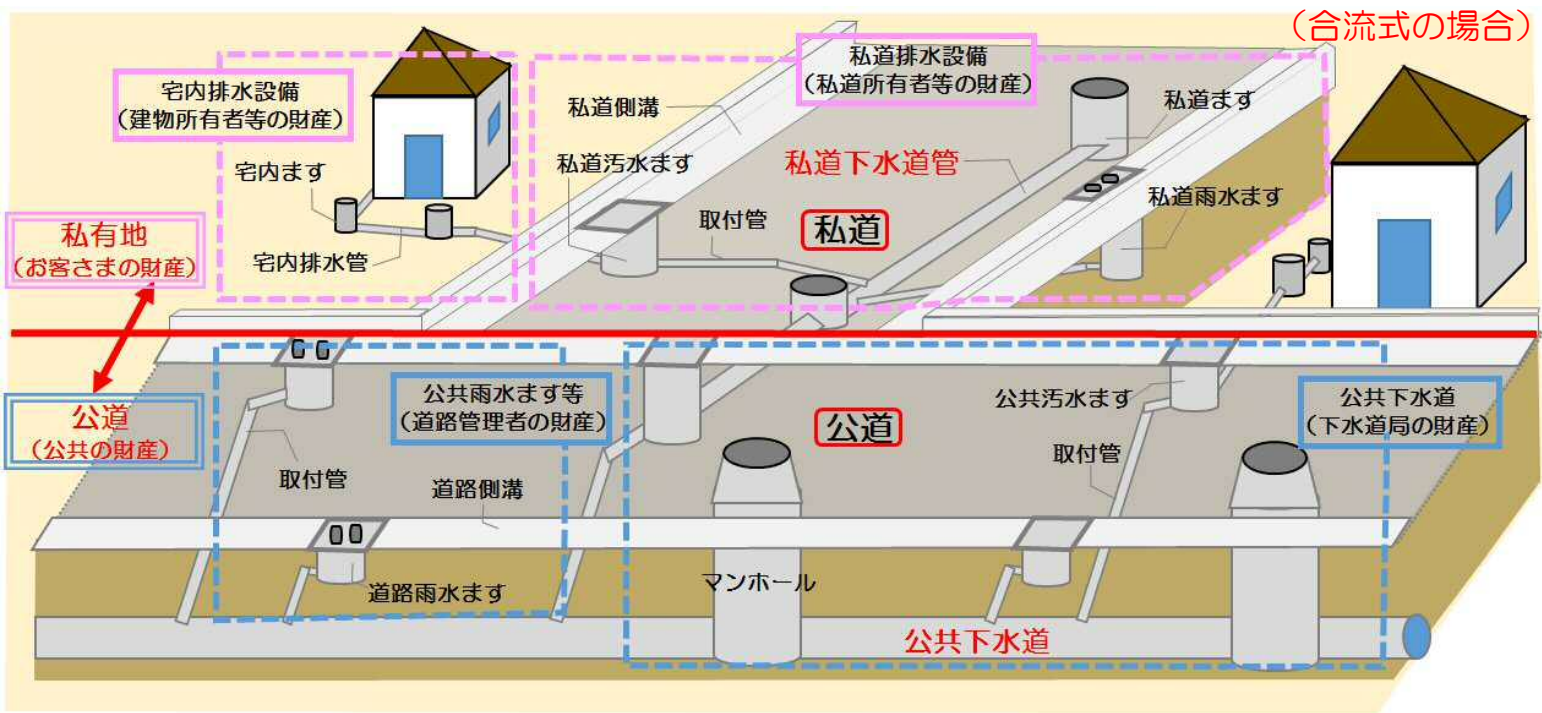 （合流式の場合）
宅内排水設備
（建物所有者等の財産）
私道排水設備
（私道所有者等の財産）
私道側溝
私道ます
宅内ます
私道汚水ます
私道下水道管
私道雨水ます
取付管
私道
私有地
（お客さまの財産）
宅内排水管
公道
（公共の財産）
公共雨水ます等
（道路管理者の財産）
公道
公共汚水ます
公共下水道
（下水道局の財産）
取付管
道路側溝
取付管
道路雨水ます
マンホール
公共下水道